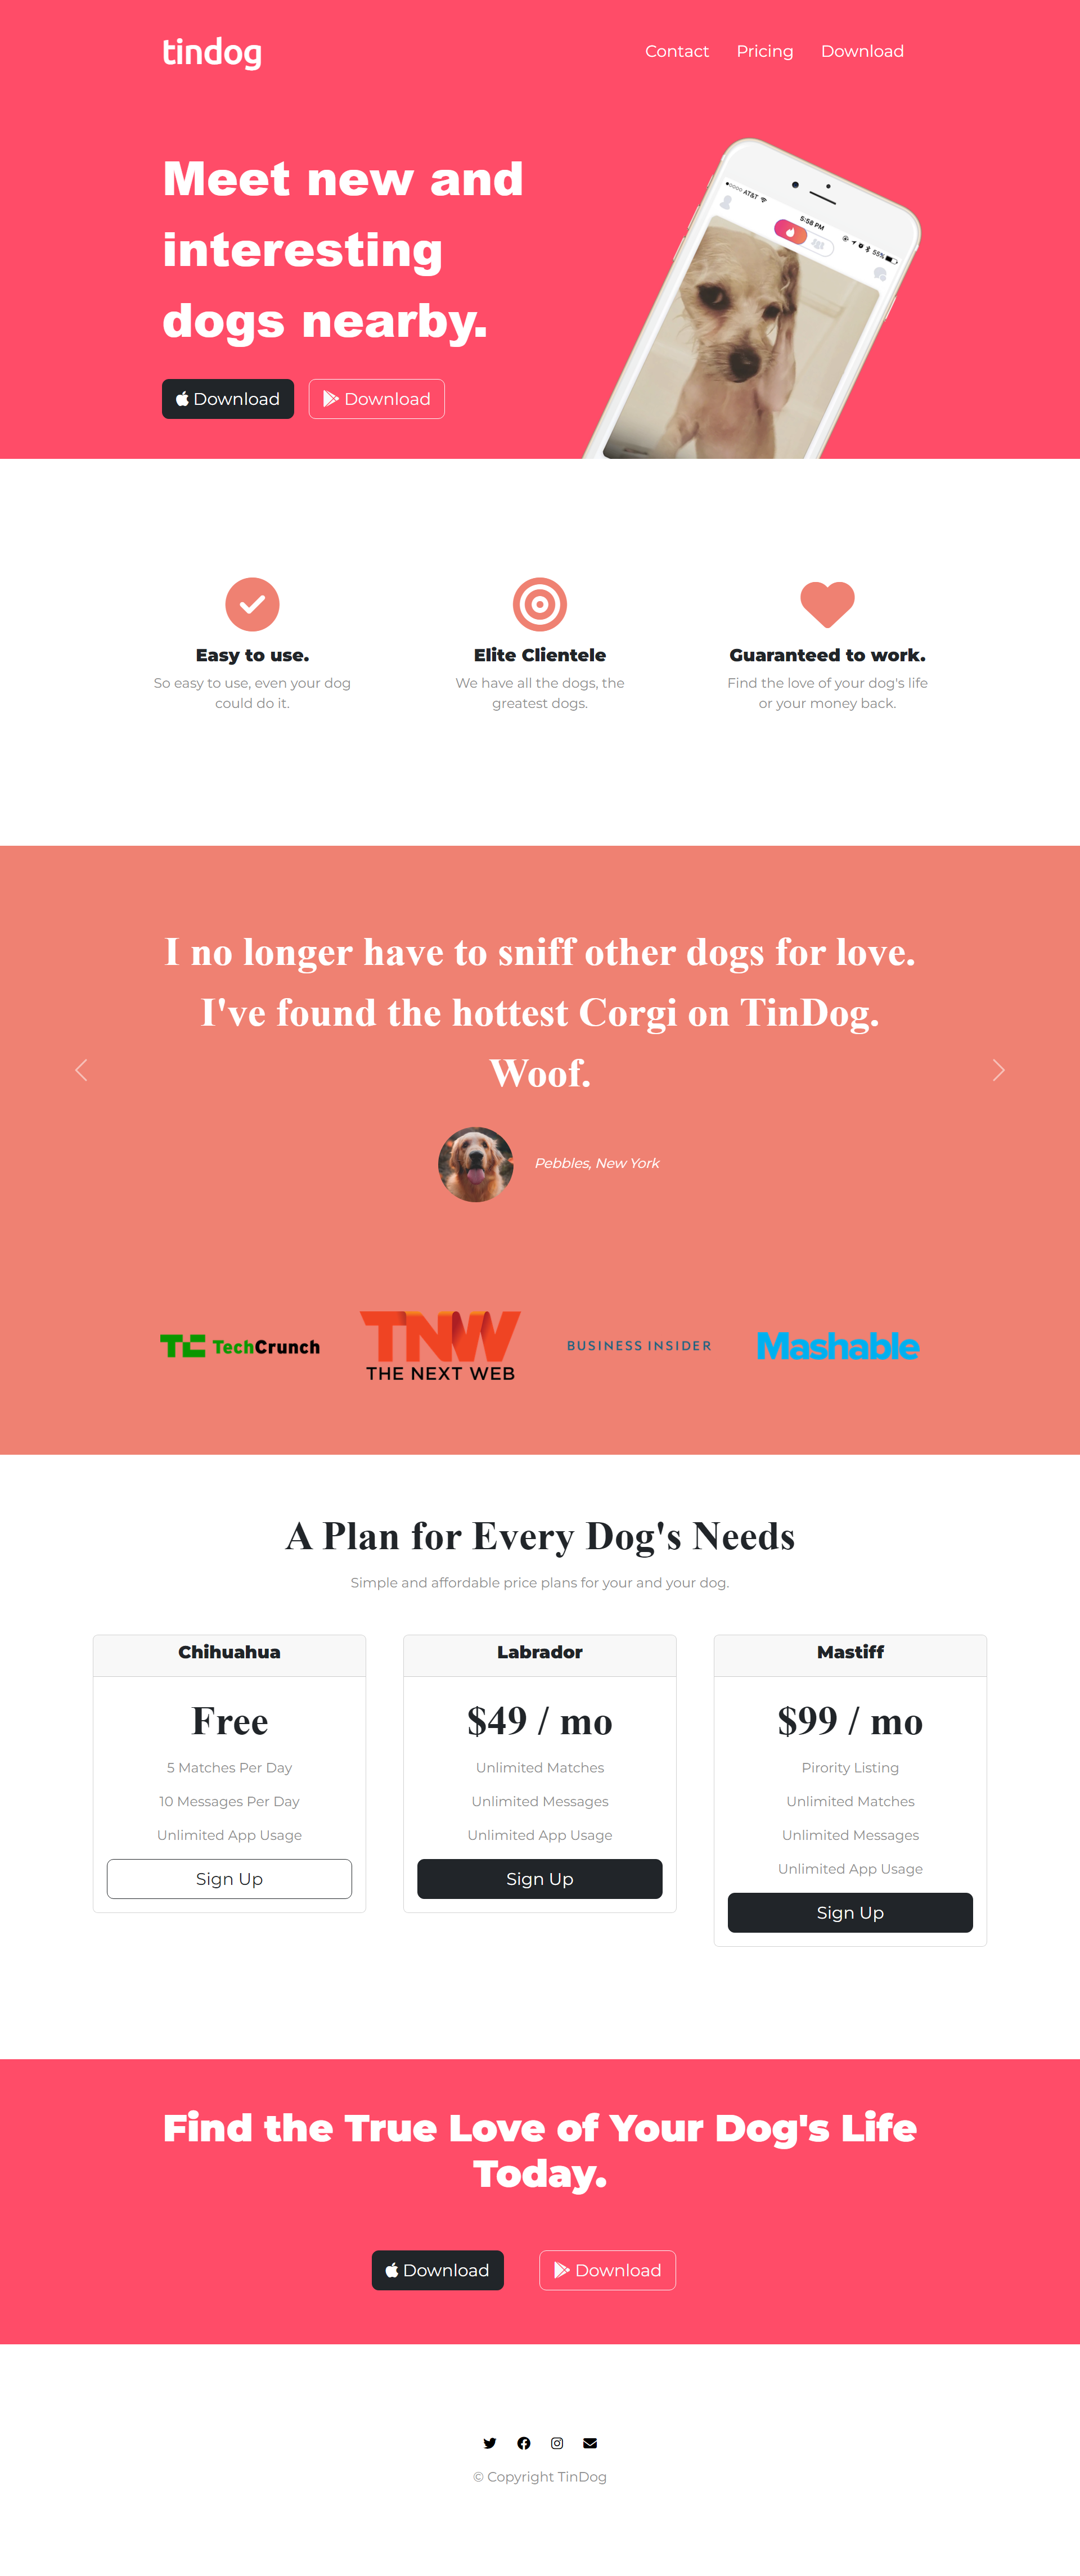 tindog
Contact Pricing Download
Meet new and
interesting
dogs nearby.
●○○○○ AT&T
5:58 PM
55%
Download Download
Easy to use.
So easy to use, even your dog
could do it.
Elite Clientele
We have all the dogs, the
greatest dogs.
Guaranteed to work.
Find the love of your dog's life
or your money back.
I no longer have to sniff other dogs for love.
I've found the hottest Corgi on TinDog.
Woof.
Pebbles, New York
TC TechCrunch
TNW
THE NEXT WEB
BUSINESS INSIDER
Mashable
A Plan for Every Dog's Needs
Simple and affordable price plans for your and your dog.
Chihuahua
Free
5 Matches Per Day
10 Messages Per Day
Unlimited App Usage
Sign Up
Labrador
$49 / mo
Unlimited Matches
Unlimited Messages
Unlimited App Usage
Sign Up
Mastiff
$99 / mo
Pirority Listing
Unlimited Matches
Unlimited Messages
Unlimited App Usage
Sign Up
Find the True Love of Your Dog's Life
Today.
Download Download
© Copyright TinDog